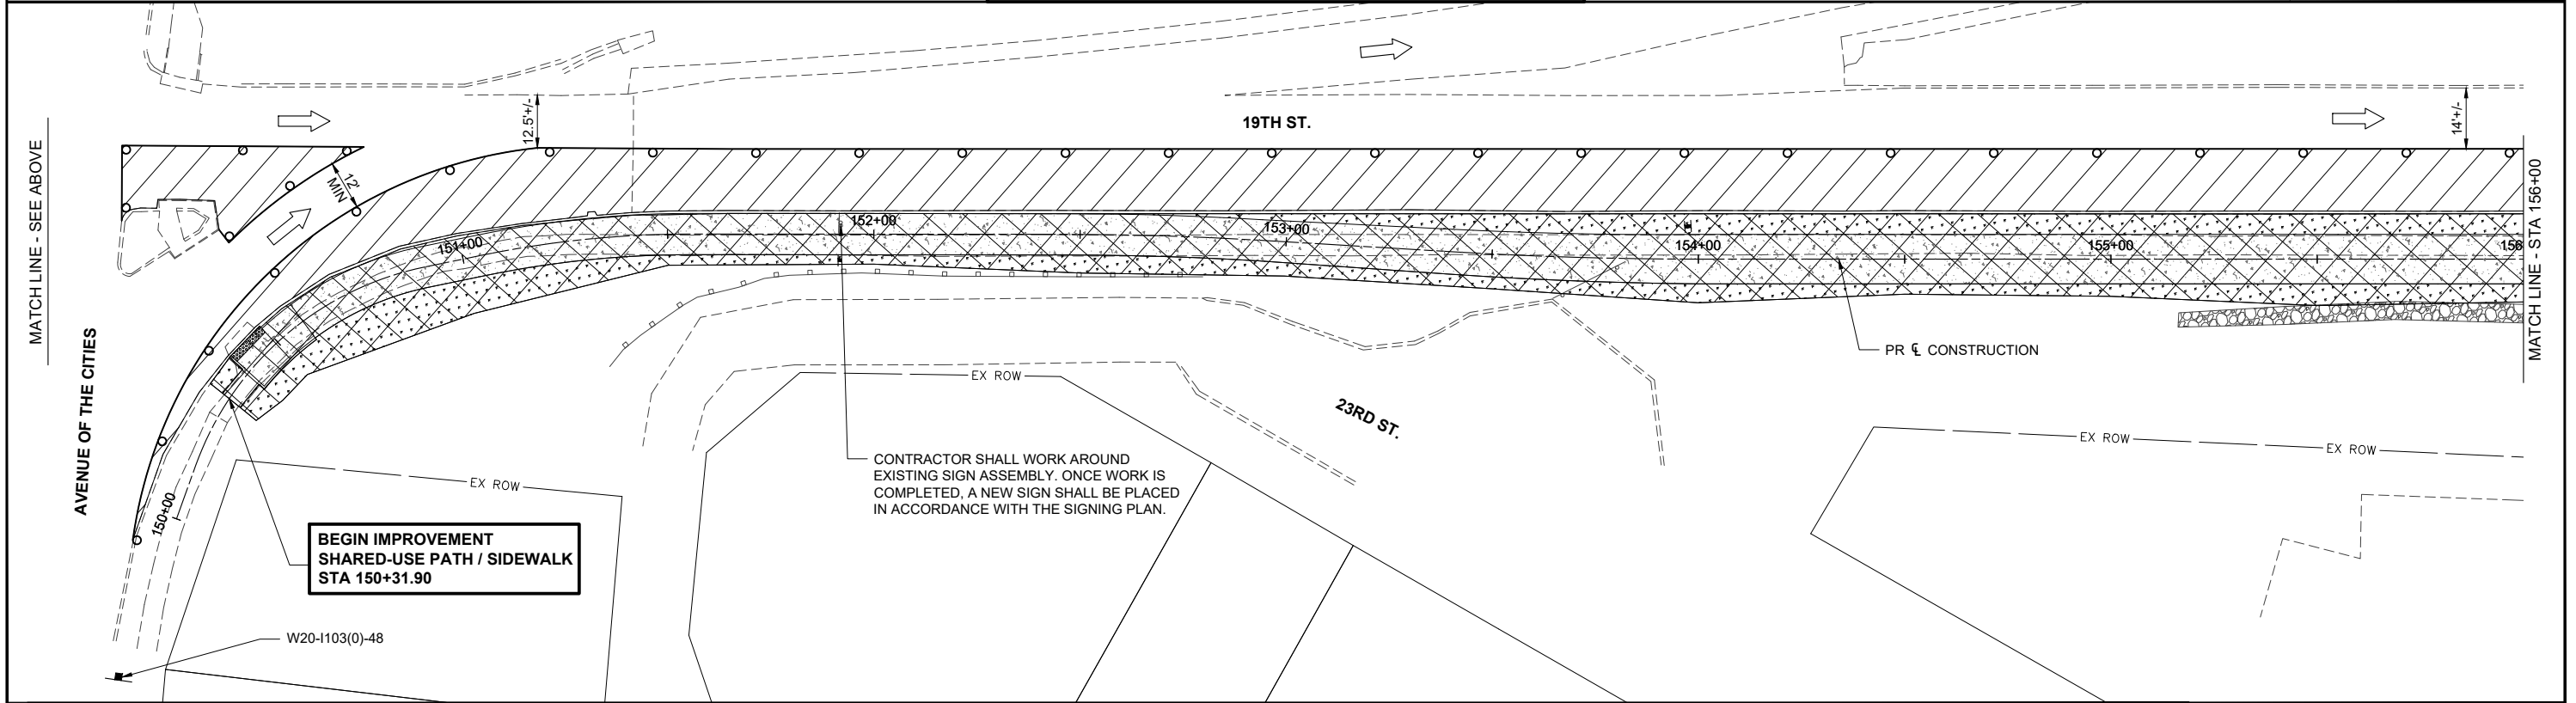 MATCH LINE - SEE ABOVE
12.5'+/-
19TH ST.
14'+/-
12'
MIN
MATCH LINE - STA 156+00
151+00
152+00
153+00
154+00
155+00
156
AVENUE OF THE CITIES
PR ℄ CONSTRUCTION
EX ROW
23RD ST.
EX ROW
EX ROW
CONTRACTOR SHALL WORK AROUND
EXISTING SIGN ASSEMBLY. ONCE WORK IS
COMPLETED, A NEW SIGN SHALL BE PLACED
IN ACCORDANCE WITH THE SIGNING PLAN.
EX ROW
150+00
BEGIN IMPROVEMENT
SHARED-USE PATH / SIDEWALK
STA 150+31.90
W20-I103(0)-48